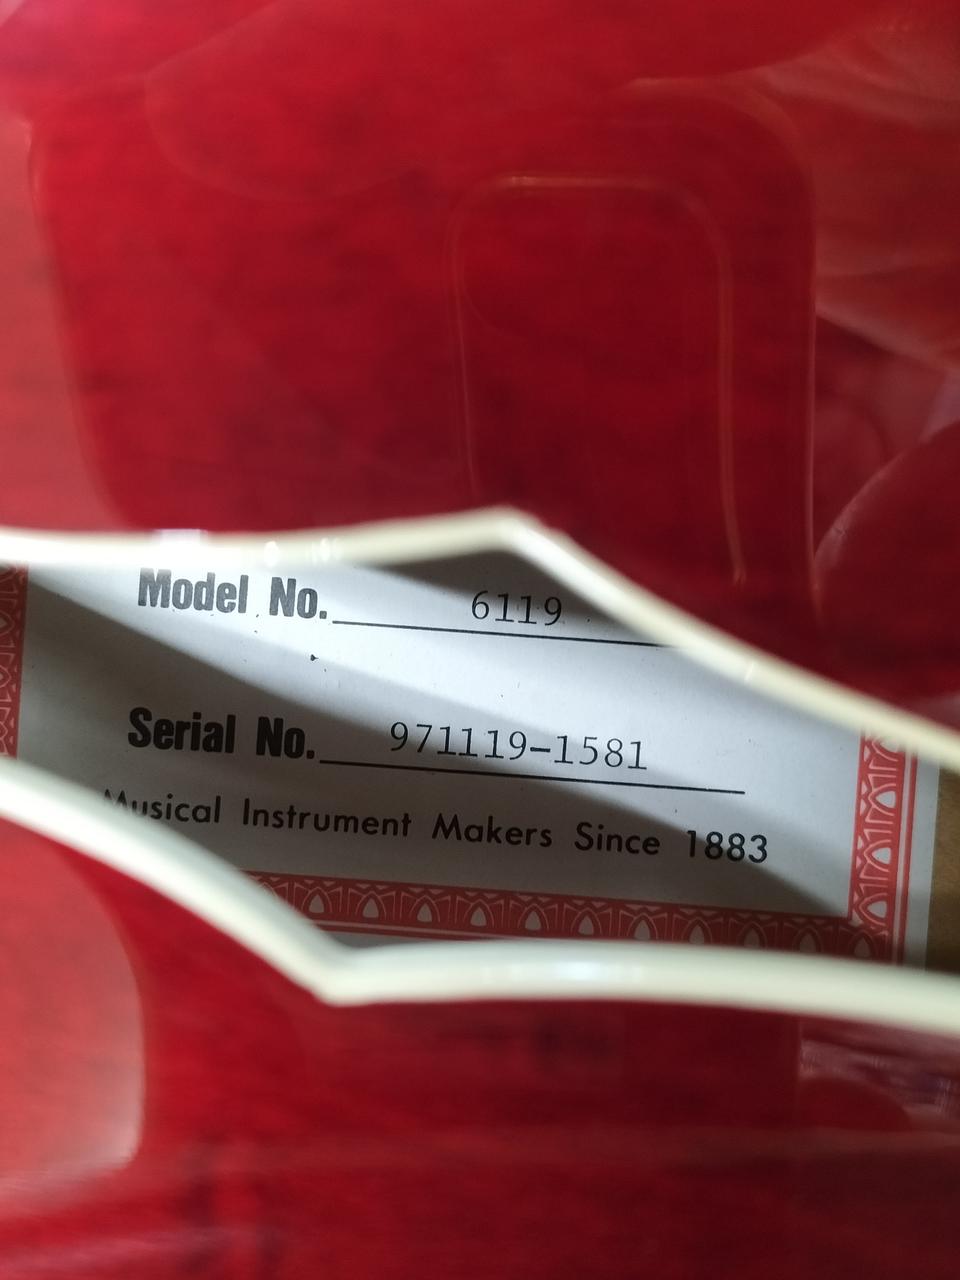 Model No. 6119
Serial No. 971119-1581
Musical Instrument Makers Since 1883